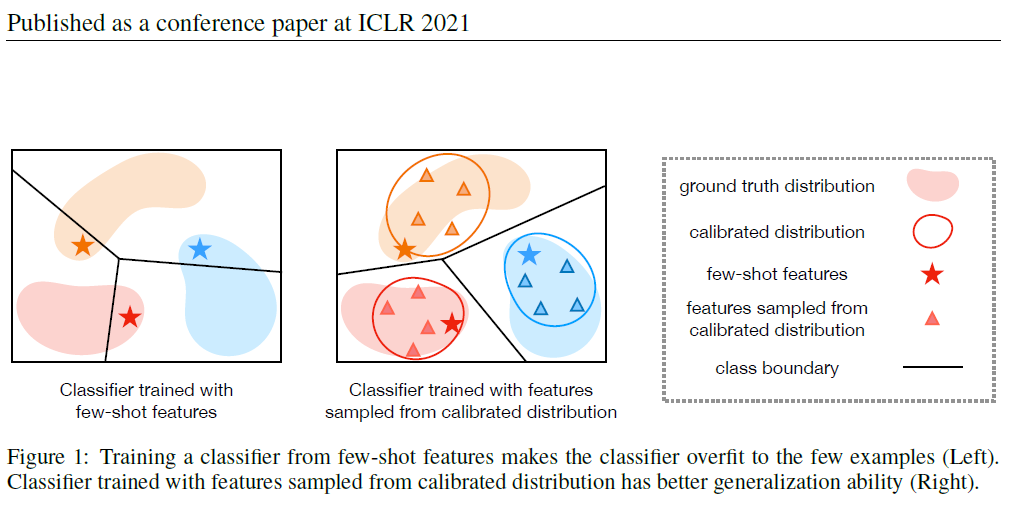 Published as a conference paper at ICLR 2021
Classifier trained with
few-shot features
Classifier trained with features
sampled from calibrated distribution
ground truth distribution
calibrated distribution
few-shot features
features sampled from
calibrated distribution
class boundary
Figure 1: Training a classifier from few-shot features makes the classifier overfit to the few examples (Left).
Classifier trained with features sampled from calibrated distribution has better generalization ability (Right).